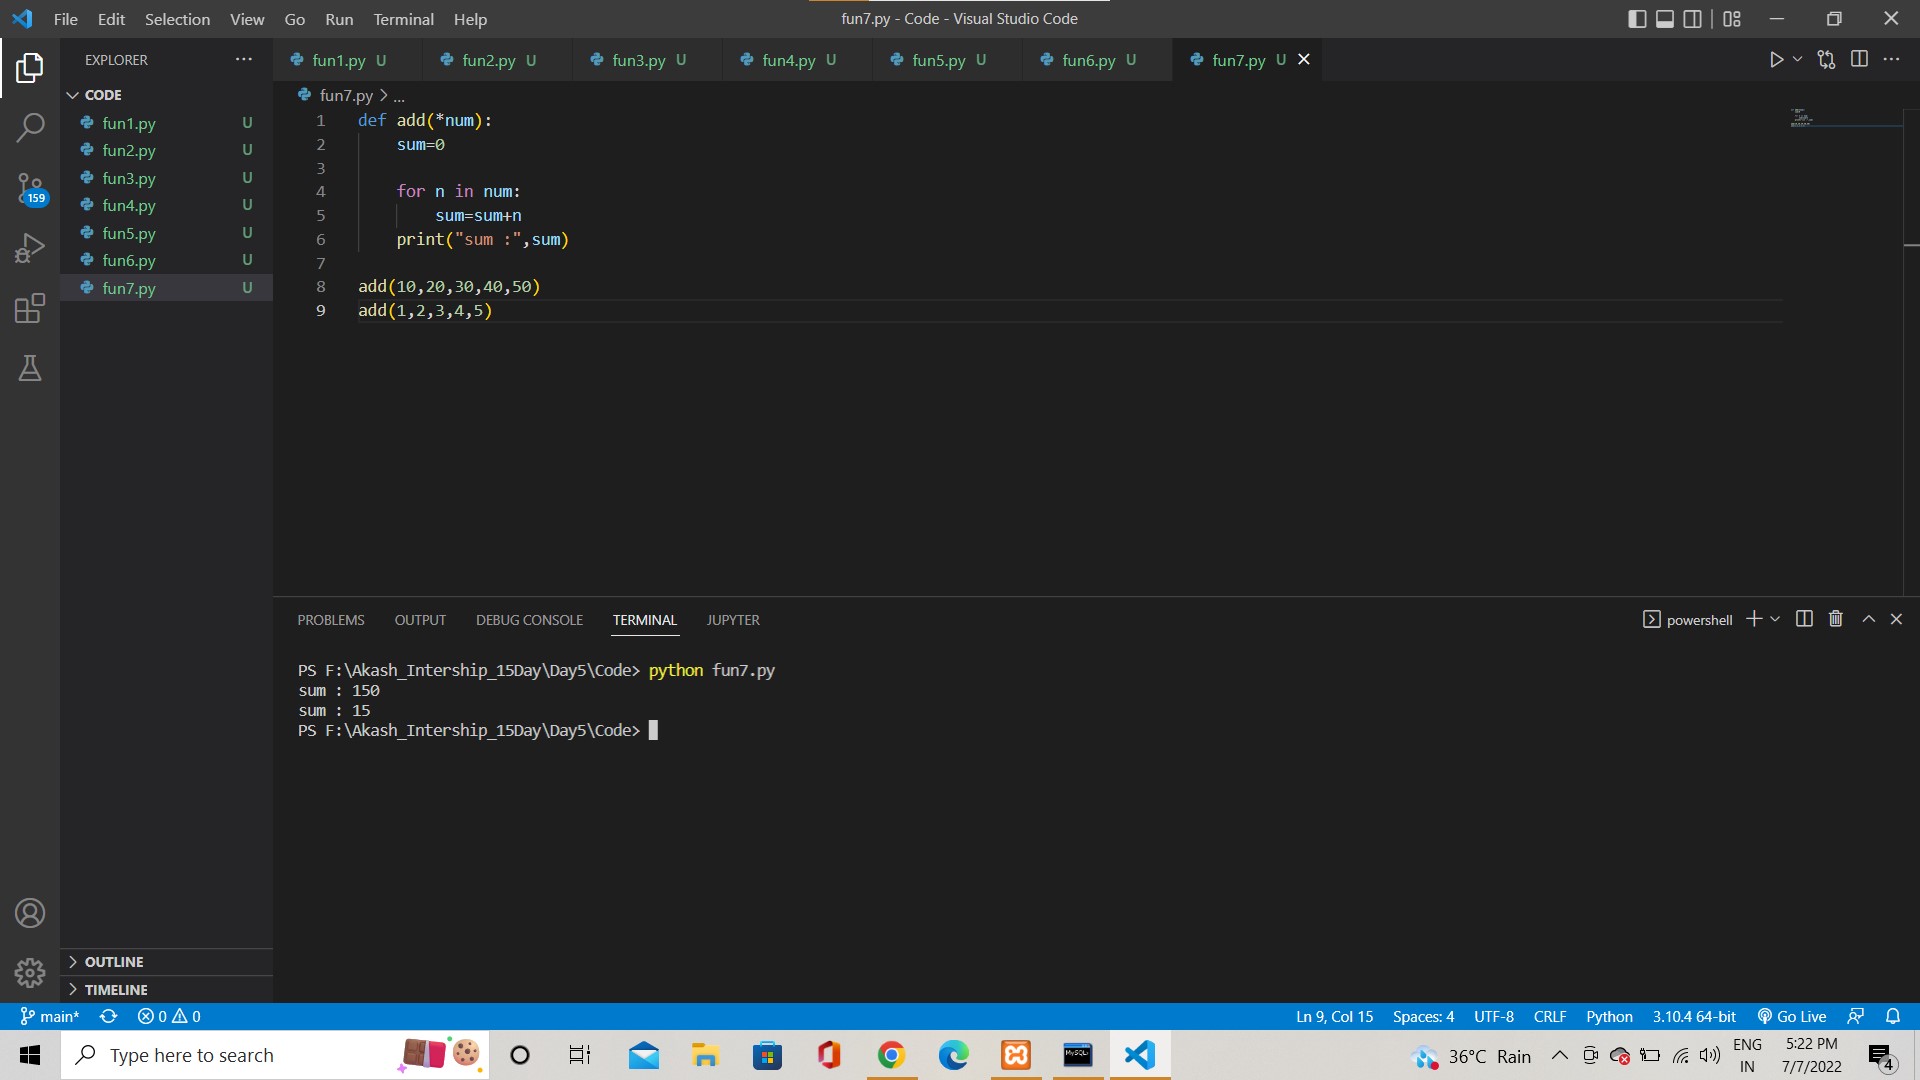 File Edit Selection View Go Run Terminal Help
fun7.py - Code - Visual Studio Code
EXPLORER
fun1.py U fun2.py U fun3.py U fun4.py U fun5.py U fun6.py U fun7.py U
CODE
fun1.py U
fun2.py U
fun3.py U
fun4.py U
fun5.py U
fun6.py U
fun7.py U
159
fun7.py > ...
1 def add(*num):
2 sum=0
3
4 for n in num:
5 sum=sum+n
6 print("sum :",sum)
7
8 add(10,20,30,40,50)
9 add(1,2,3,4,5)
PROBLEMS OUTPUT DEBUG CONSOLE TERMINAL JUPYTER
powershell
PS F:\Akash_Intership_15Day\Day5\Code> python fun7.py
sum : 150
sum : 15
PS F:\Akash_Intership_15Day\Day5\Code>
OUTLINE
TIMELINE
main* 0 0 Ln 9, Col 15 Spaces: 4 UTF-8 CRLF Python 3.10.4 64-bit Go Live
Type here to search
MySQL
36°C Rain
ENG
IN
5:22 PM
7/7/2022
4